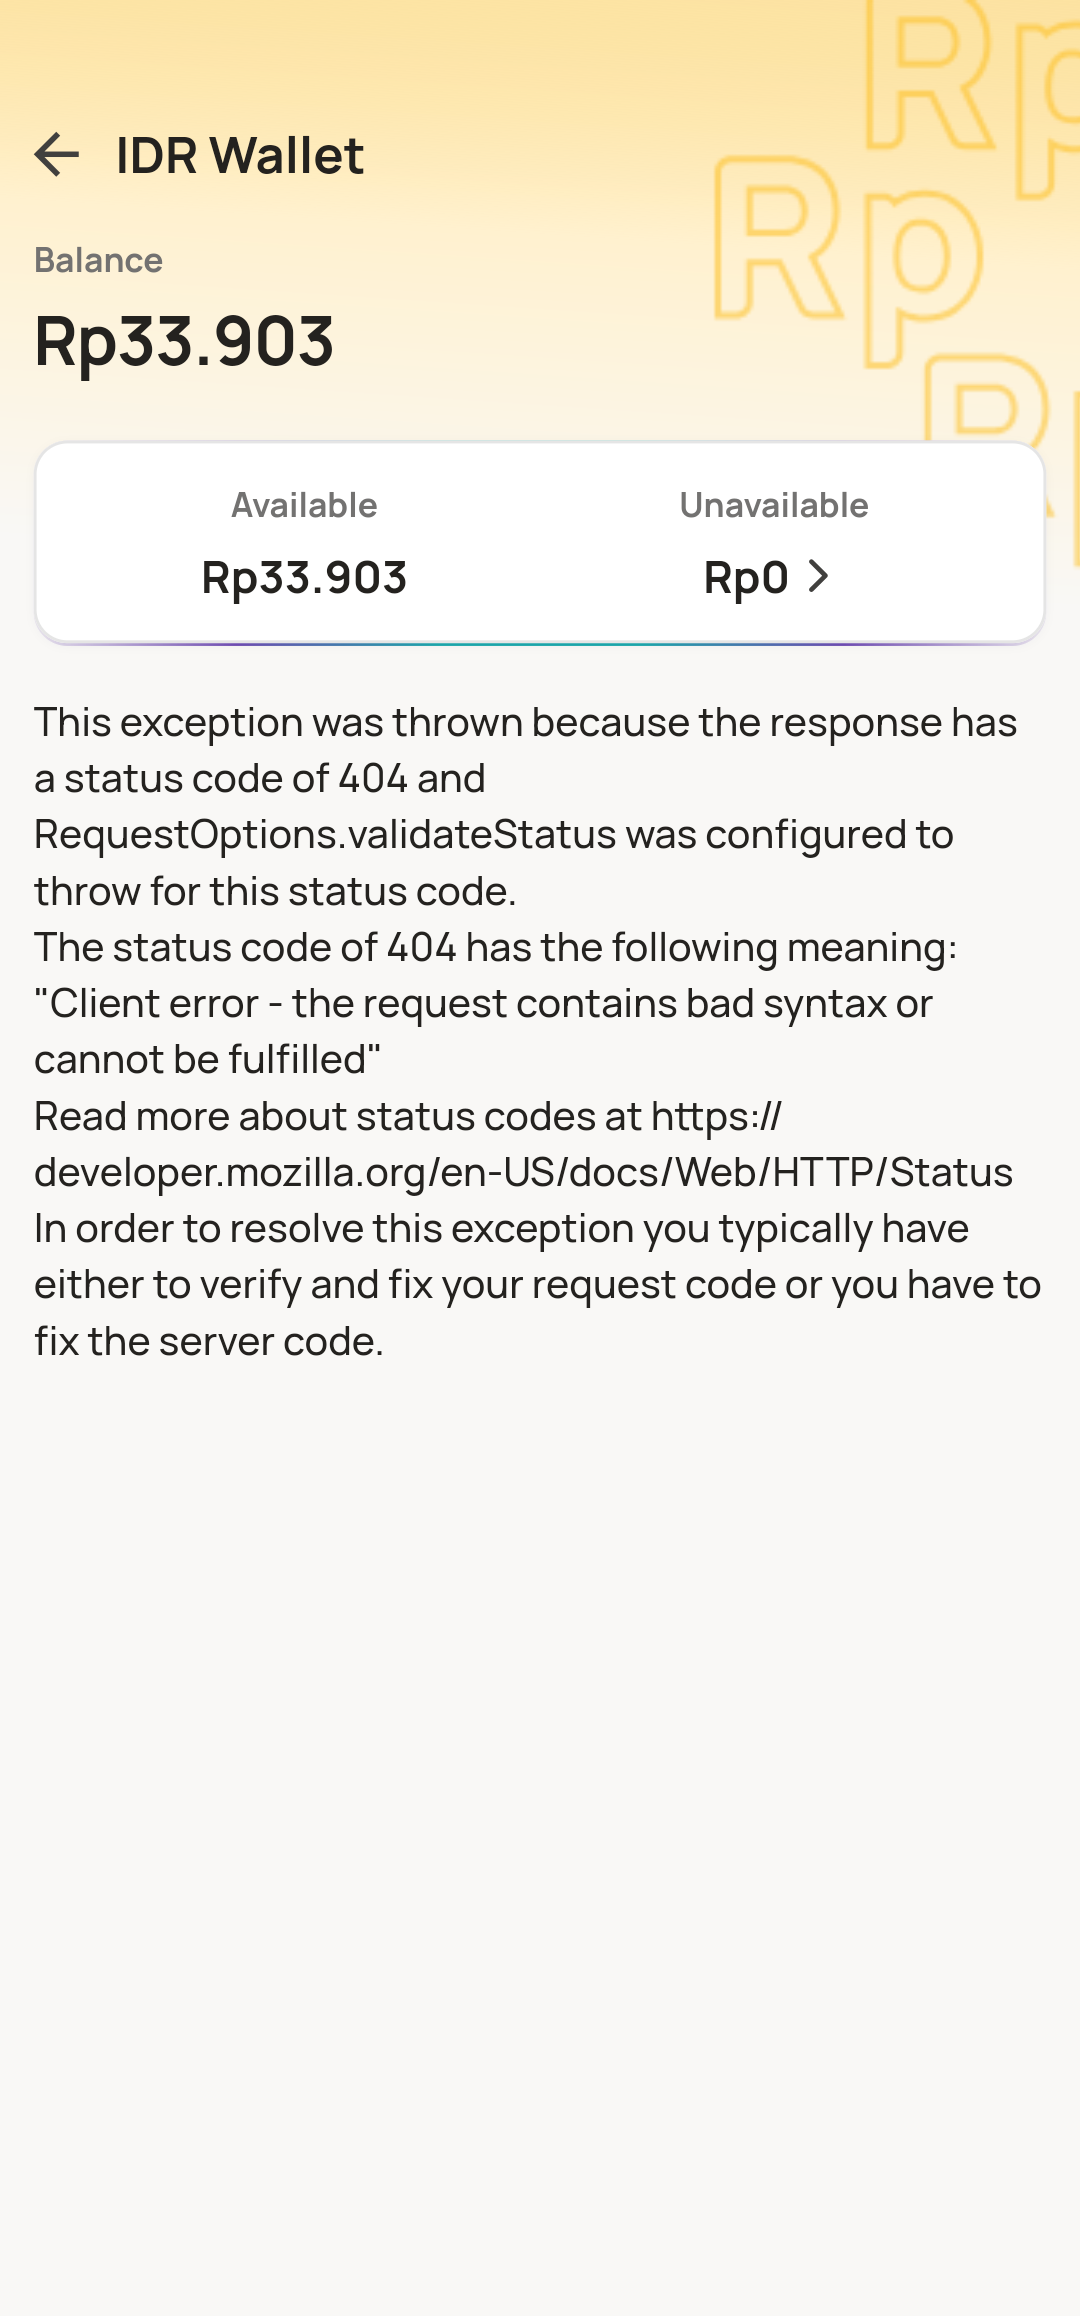 Rp
Rp
R
IDR Wallet
Balance
Rp33.903
Available
Unavailable
Rp33.903
Rp0
This exception was thrown because the response has
a status code of 404 and
RequestOptions.validateStatus was configured to
throw for this status code.
The status code of 404 has the following meaning:
"Client error - the request contains bad syntax or
cannot be fulfilled"
Read more about status codes at https://
developer.mozilla.org/en-US/docs/Web/HTTP/Status
In order to resolve this exception you typically have
either to verify and fix your request code or you have to
fix the server code.